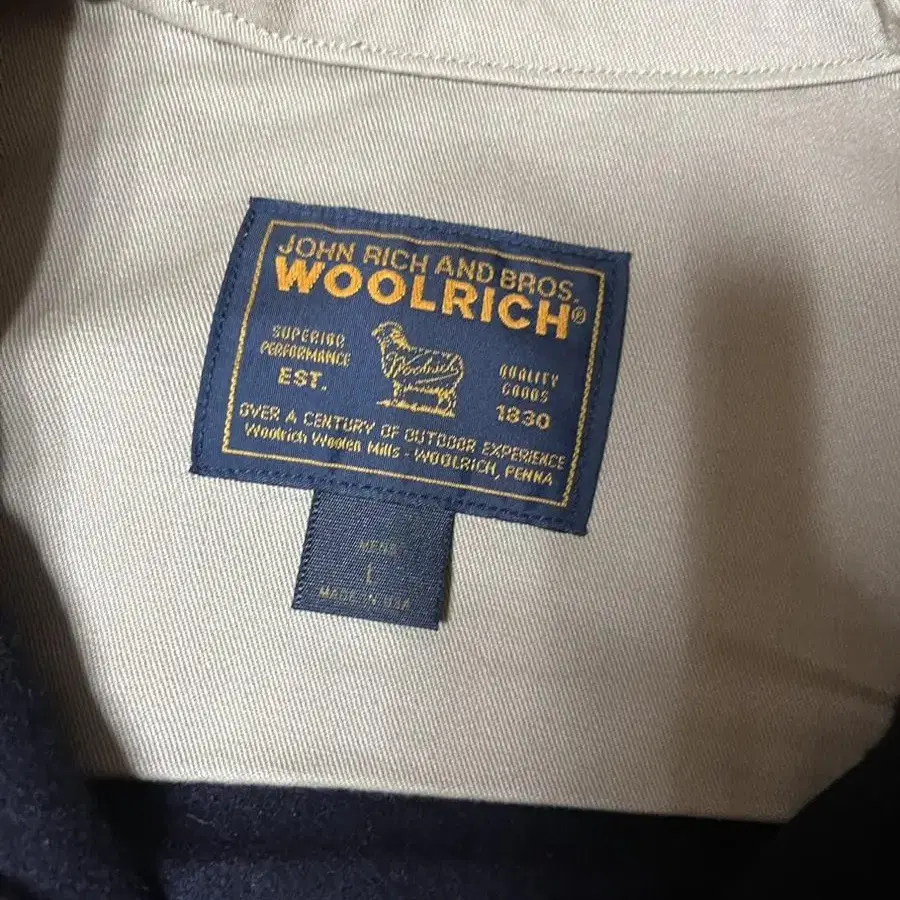 JOHN RICH AND BROS.
WOOLRICH®
SUPERIOR
PERFORMANCE
EST.
Woolrich
QUALITY
GOODS
1830
OVER A CENTURY OF OUTDOOR EXPERIENCE
Woolrich Woolen Mills - WOOLRICH, PENNA
MENS
L
MADE IN USA